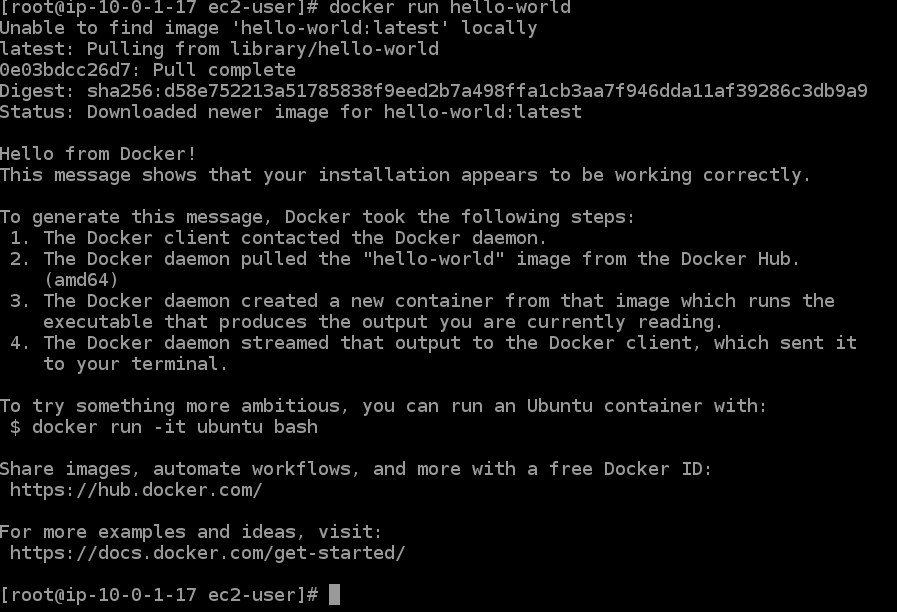 [root@ip-10-0-1-17 ec2-user]# docker run hello-world
Unable to find image 'hello-world:latest' locally
latest: Pulling from library/hello-world
0e03bdcc26d7: Pull complete
Digest: sha256:d58e752213a51785838f9eed2b7a498ffa1cb3aa7f946dda11af39286c3db9a9
Status: Downloaded newer image for hello-world:latest

Hello from Docker!
This message shows that your installation appears to be working correctly.

To generate this message, Docker took the following steps:
 1. The Docker client contacted the Docker daemon.
 2. The Docker daemon pulled the "hello-world" image from the Docker Hub.
    (amd64)
 3. The Docker daemon created a new container from that image which runs the
    executable that produces the output you are currently reading.
 4. The Docker daemon streamed that output to the Docker client, which sent it
    to your terminal.

To try something more ambitious, you can run an Ubuntu container with:
 $ docker run -it ubuntu bash

Share images, automate workflows, and more with a free Docker ID:
 https://hub.docker.com/

For more examples and ideas, visit:
 https://docs.docker.com/get-started/

[root@ip-10-0-1-17 ec2-user]#